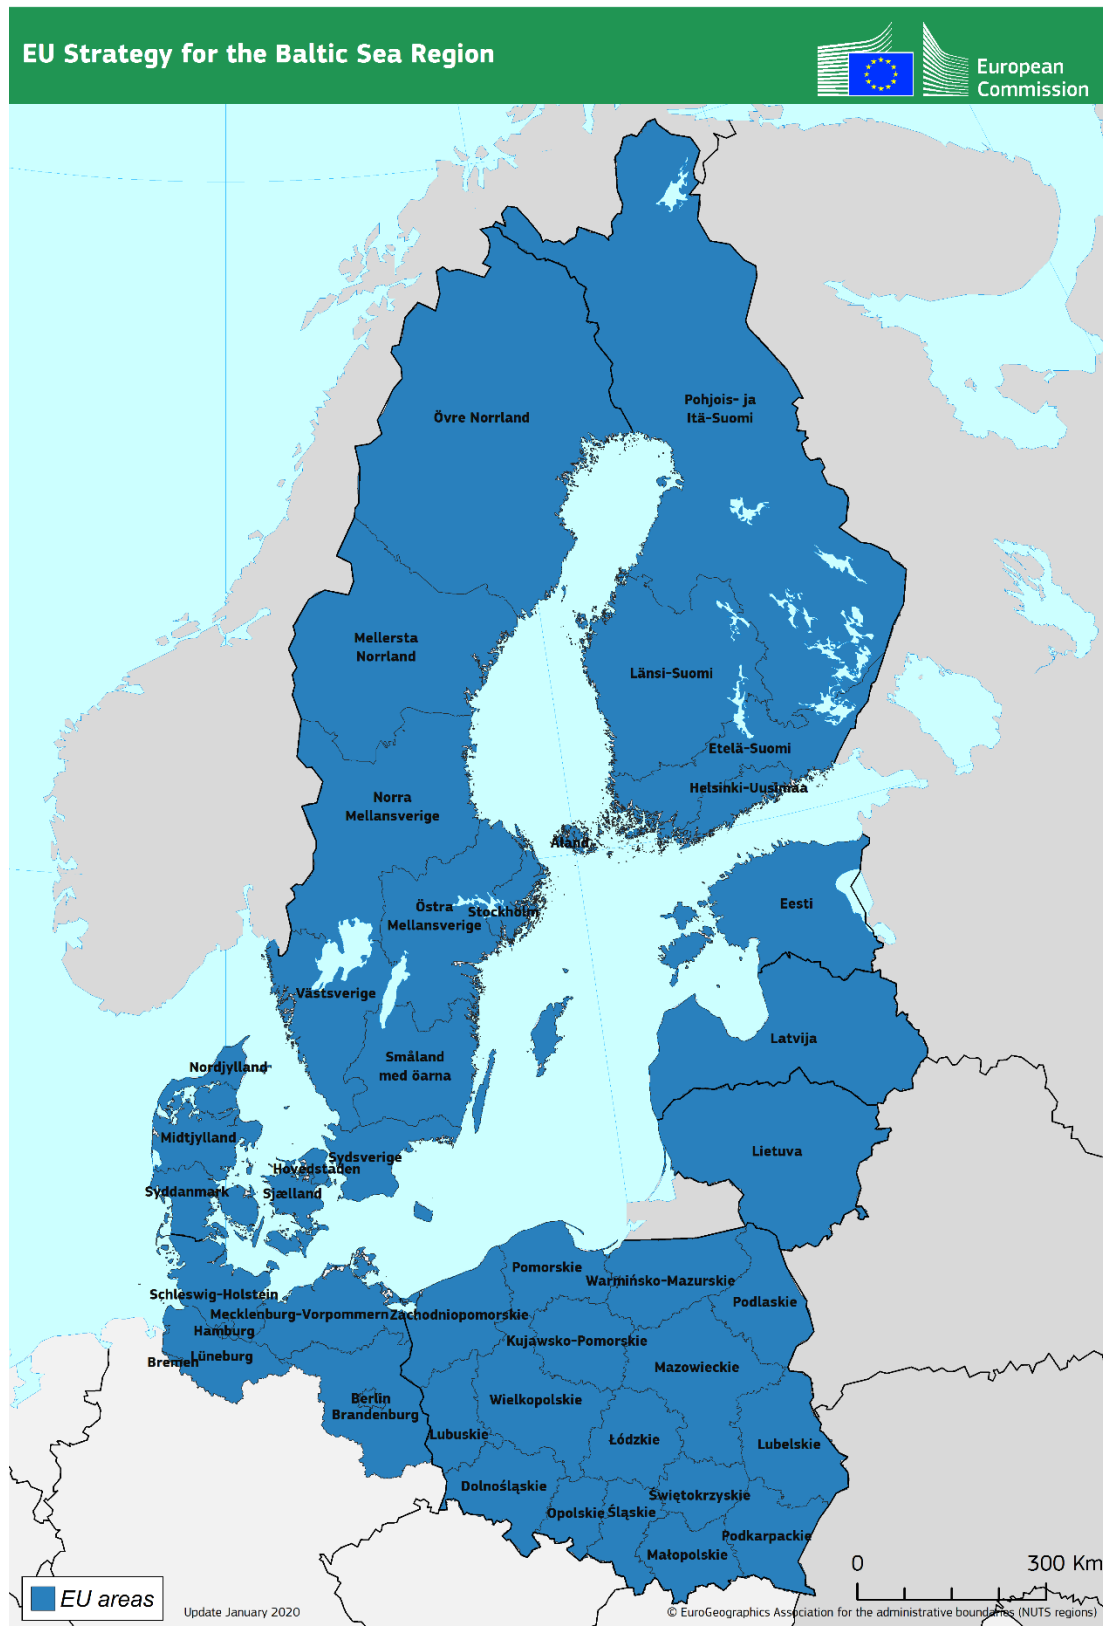 EU Strategy for the Baltic Sea Region
European
Commission
Pohjois- ja
Itä-Suomi
Övre Norrland
Mellersta
Norrland
Länsi-Suomi
Etelä-Suomi
Helsinki-Uusimaa
Norra
Mellansverige
Åland
Östra
Mellansverige
Stockholm
Eesti
Västsverige
Latvija
Småland
med öarna
Nordjylland
Midtjylland
Lietuva
Sydsverige
Hovedstaden
Syddanmark
Sjælland
Pomorskie
Warmińsko-Mazurskie
Schleswig-Holstein
Podlaskie
Mecklenburg-Vorpommern
Zachodniopomorskie
Hamburg
Kujawsko-Pomorskie
Bremen
Lüneburg
Mazowieckie
Berlin
Brandenburg
Wielkopolskie
Lubuskie
Łódzkie
Lubelskie
Dolnośląskie
Świętokrzyskie
Opolskie
Śląskie
Podkarpackie
Małopolskie
0 300 Km
EU areas
Update January 2020
© EuroGeographics Association for the administrative boundaries (NUTS regions)